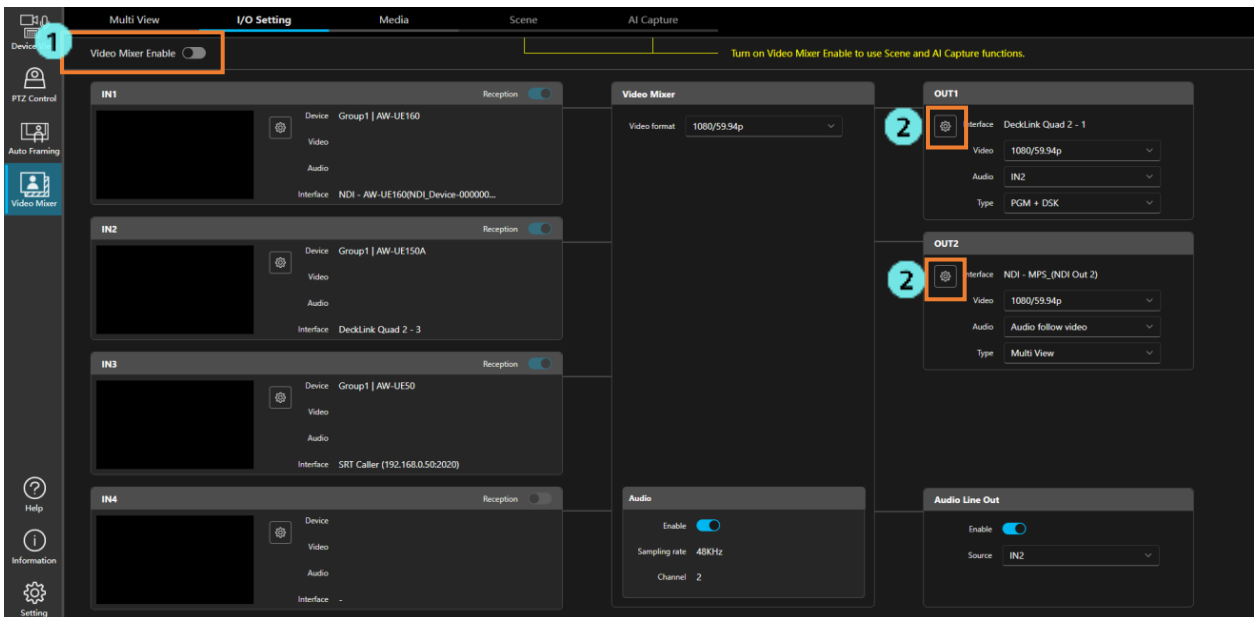 Multi View
I/O Setting
Media
Scene
AI Capture
Device
1
Video Mixer Enable
Turn on Video Mixer Enable to use Scene and AI Capture functions.
PTZ Control
Auto Framing
Video Mixer
Help
Information
Setting
IN1
Reception
Device Group1 | AW-UE160
Video
Audio
Interface NDI - AW-UE160(NDI_Device-000000...
IN2
Reception
Device Group1 | AW-UE150A
Video
Audio
Interface DeckLink Quad 2 - 3
IN3
Reception
Device Group1 | AW-UE50
Video
Audio
Interface SRT Caller (192.168.0.50:2020)
IN4
Reception
Device
Video
Audio
Interface -
Video Mixer
Video format 1080/59.94p
Audio
Enable
Sampling rate 48KHz
Channel 2
OUT1
2
DeckLink Quad 2 - 1
Video 1080/59.94p
Audio IN2
Type PGM + DSK
OUT2
2
NDI - MPS_(NDI Out 2)
Video 1080/59.94p
Audio Audio follow video
Type Multi View
Audio Line Out
Enable
Source IN2